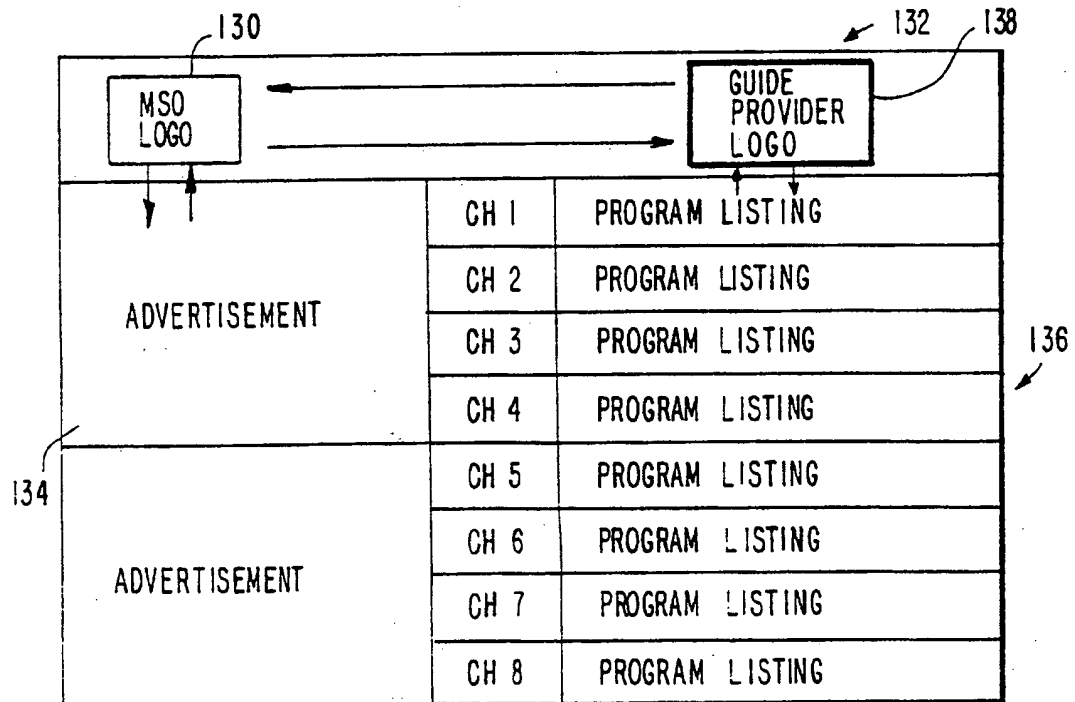 130
132
138
MSO
LOGO
GUIDE
PROVIDER
LOGO
CH 1 PROGRAM LISTING
CH 2 PROGRAM LISTING
ADVERTISEMENT
CH 3 PROGRAM LISTING
136
CH 4 PROGRAM LISTING
134
CH 5 PROGRAM LISTING
CH 6 PROGRAM LISTING
ADVERTISEMENT
CH 7 PROGRAM LISTING
CH 8 PROGRAM LISTING